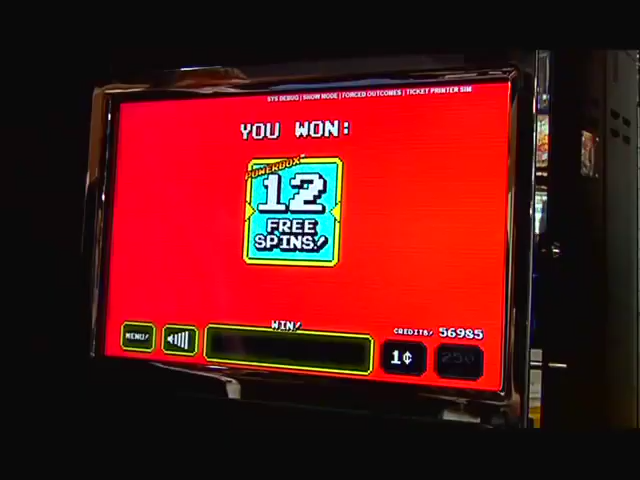 SYS DEBUG | SHOW MODE | FORCED OUTCOMES | TICKET PRINTER SIM
YOU WON:
POWERBOX
12
FREE
SPINS!
WIN!
CREDITS/ 56985
MENU/
1¢
250